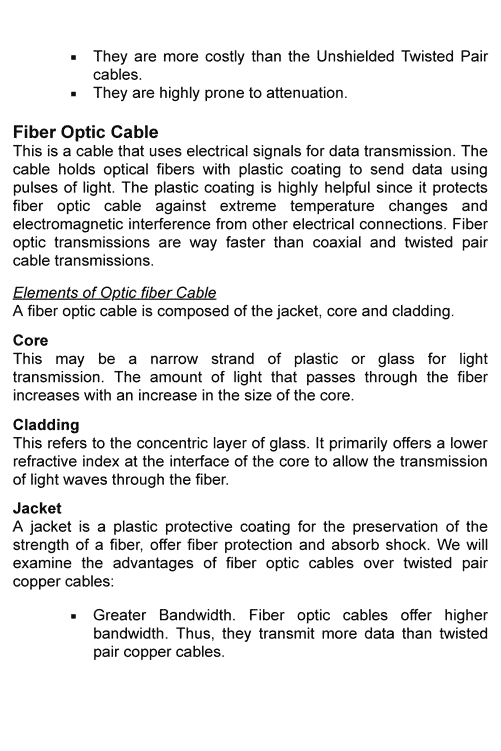 ▪ They are more costly than the Unshielded Twisted Pair
cables.
▪ They are highly prone to attenuation.
Fiber Optic Cable
This is a cable that uses electrical signals for data transmission. The
cable holds optical fibers with plastic coating to send data using
pulses of light. The plastic coating is highly helpful since it protects
fiber optic cable against extreme temperature changes and
electromagnetic interference from other electrical connections. Fiber
optic transmissions are way faster than coaxial and twisted pair
cable transmissions.
Elements of Optic fiber Cable
A fiber optic cable is composed of the jacket, core and cladding.
Core
This may be a narrow strand of plastic or glass for light
transmission. The amount of light that passes through the fiber
increases with an increase in the size of the core.
Cladding
This refers to the concentric layer of glass. It primarily offers a lower
refractive index at the interface of the core to allow the transmission
of light waves through the fiber.
Jacket
A jacket is a plastic protective coating for the preservation of the
strength of a fiber, offer fiber protection and absorb shock. We will
examine the advantages of fiber optic cables over twisted pair
copper cables:
▪ Greater Bandwidth. Fiber optic cables offer higher
bandwidth. Thus, they transmit more data than twisted
pair copper cables.